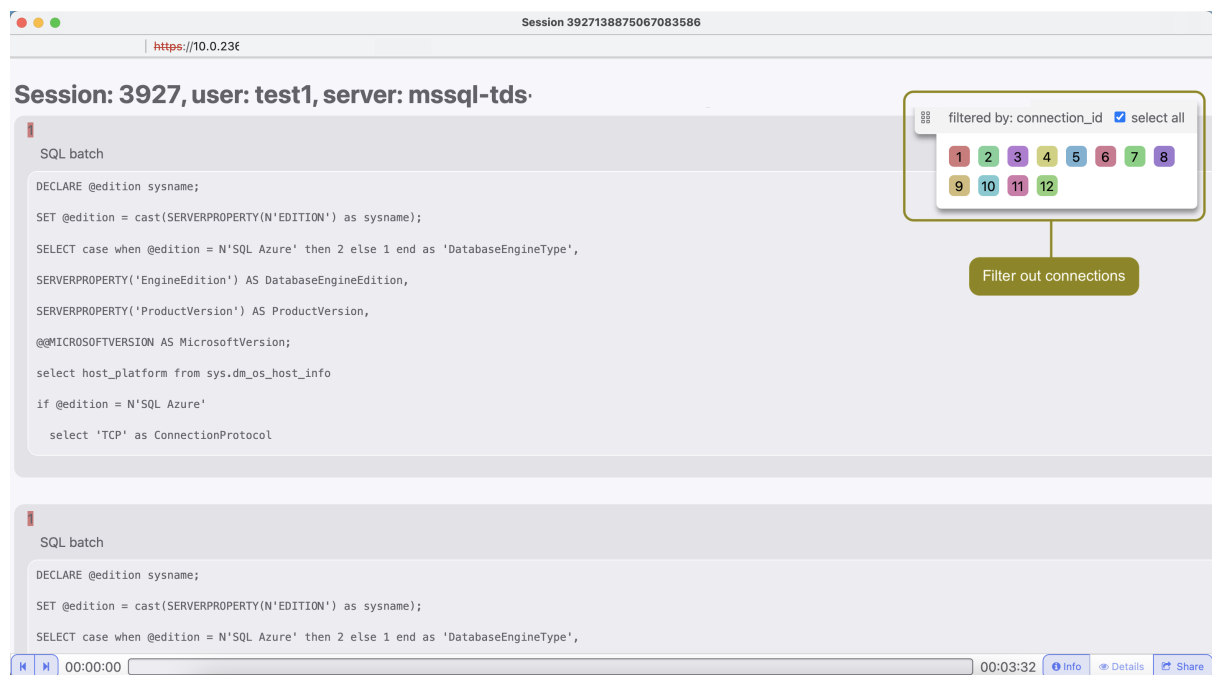 Session 3927138875067083586
https://10.0.236
Session: 3927, user: test1, server: mssql-tds
filtered by: connection_id select all
1 2 3 4 5 6 7 8
9 10 11 12
Filter out connections
1
SQL batch
DECLARE @edition sysname;
SET @edition = cast(SERVERPROPERTY(N'EDITION') as sysname);
SELECT case when @edition = N'SQL Azure' then 2 else 1 end as 'DatabaseEngineType',
SERVERPROPERTY('EngineEdition') AS DatabaseEngineEdition,
SERVERPROPERTY('ProductVersion') AS ProductVersion,
@@MICROSOFTVERSION AS MicrosoftVersion;
select host_platform from sys.dm_os_host_info
if @edition = N'SQL Azure'
select 'TCP' as ConnectionProtocol
1
SQL batch
DECLARE @edition sysname;
SET @edition = cast(SERVERPROPERTY(N'EDITION') as sysname);
SELECT case when @edition = N'SQL Azure' then 2 else 1 end as 'DatabaseEngineType',
00:00:00 00:03:32 Info Details Share